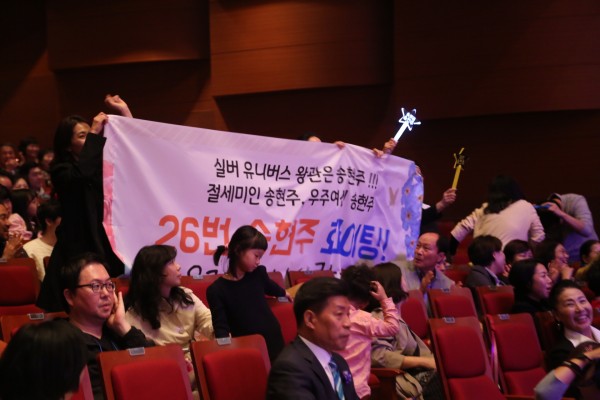 실버 유니버스 왕관은 송현주 !!!
절세미인 송현주 . 우주여신 송현주
26번 송현주 화이팅!!